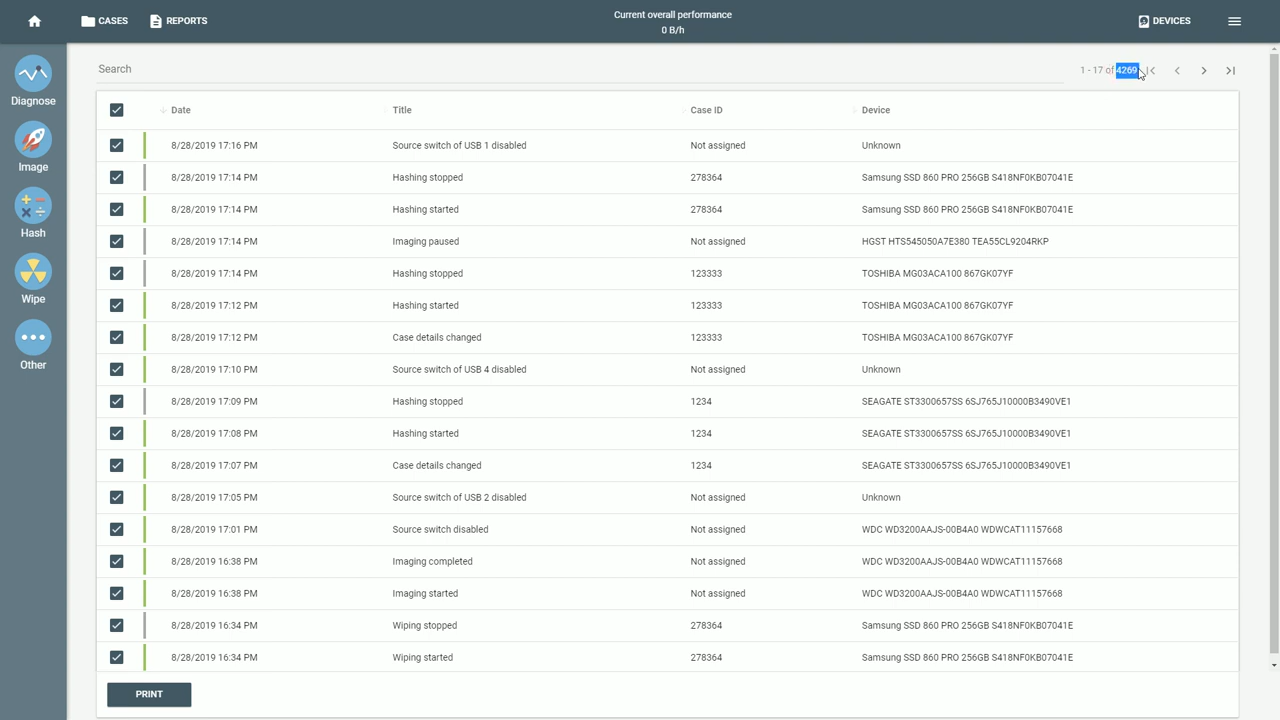 CASES REPORTS Current overall performance DEVICES
0 B/h
Diagnose
Image
Hash
Wipe
Other
Search 1 - 17 of 4269
Date Title Case ID Device
8/28/2019 17:16 PM Source switch of USB 1 disabled Not assigned Unknown
8/28/2019 17:14 PM Hashing stopped 278364 Samsung SSD 860 PRO 256GB S418NF0KB07041E
8/28/2019 17:14 PM Hashing started 278364 Samsung SSD 860 PRO 256GB S418NF0KB07041E
8/28/2019 17:14 PM Imaging paused Not assigned HGST HTS545050A7E380 TEA55CL9204RKP
8/28/2019 17:14 PM Hashing stopped 123333 TOSHIBA MG03ACA100 867GK07YF
8/28/2019 17:12 PM Hashing started 123333 TOSHIBA MG03ACA100 867GK07YF
8/28/2019 17:12 PM Case details changed 123333 TOSHIBA MG03ACA100 867GK07YF
8/28/2019 17:10 PM Source switch of USB 4 disabled Not assigned Unknown
8/28/2019 17:09 PM Hashing stopped 1234 SEAGATE ST3300657SS 6SJ765J10000B3490VE1
8/28/2019 17:08 PM Hashing started 1234 SEAGATE ST3300657SS 6SJ765J10000B3490VE1
8/28/2019 17:07 PM Case details changed 1234 SEAGATE ST3300657SS 6SJ765J10000B3490VE1
8/28/2019 17:05 PM Source switch of USB 2 disabled Not assigned Unknown
8/28/2019 17:01 PM Source switch disabled Not assigned WDC WD3200AAJS-00B4A0 WDWCAT11157668
8/28/2019 16:38 PM Imaging completed Not assigned WDC WD3200AAJS-00B4A0 WDWCAT11157668
8/28/2019 16:38 PM Imaging started Not assigned WDC WD3200AAJS-00B4A0 WDWCAT11157668
8/28/2019 16:34 PM Wiping stopped 278364 Samsung SSD 860 PRO 256GB S418NF0KB07041E
8/28/2019 16:34 PM Wiping started 278364 Samsung SSD 860 PRO 256GB S418NF0KB07041E
PRINT